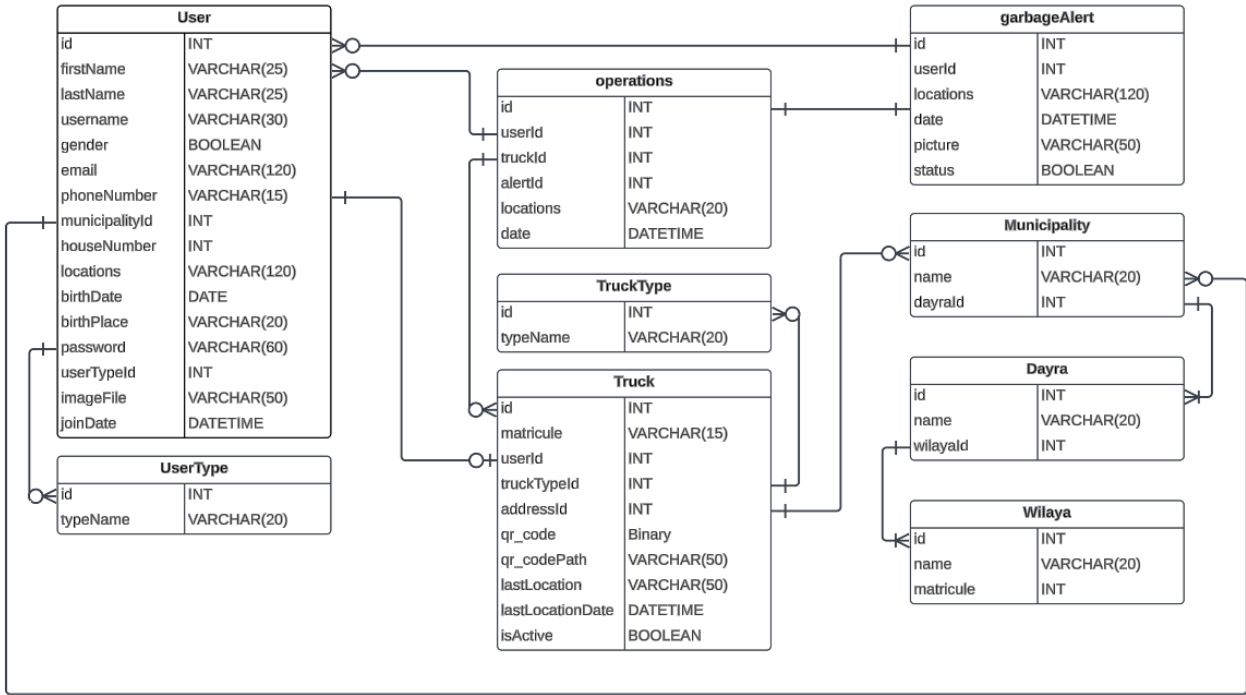 User
id INT
firstName VARCHAR(25)
lastName VARCHAR(25)
username VARCHAR(30)
gender BOOLEAN
email VARCHAR(120)
phoneNumber VARCHAR(15)
municipalityId INT
houseNumber INT
locations VARCHAR(120)
birthDate DATE
birthPlace VARCHAR(20)
password VARCHAR(60)
userTypeId INT
imageFile VARCHAR(50)
joinDate DATETIME
UserType
id INT
typeName VARCHAR(20)
operations
id INT
userId INT
truckId INT
alertId INT
locations VARCHAR(20)
date DATETIME
TruckType
id INT
typeName VARCHAR(20)
Truck
id INT
matricule VARCHAR(15)
userId INT
truckTypeId INT
addressId INT
qr_code Binary
qr_codePath VARCHAR(50)
lastLocation VARCHAR(50)
lastLocationDate DATETIME
isActive BOOLEAN
garbageAlert
id INT
userId INT
locations VARCHAR(120)
date DATETIME
picture VARCHAR(50)
status BOOLEAN
Municipality
id INT
name VARCHAR(20)
dayraId INT
Dayra
id INT
name VARCHAR(20)
wilayaId INT
Wilaya
id INT
name VARCHAR(20)
matricule INT